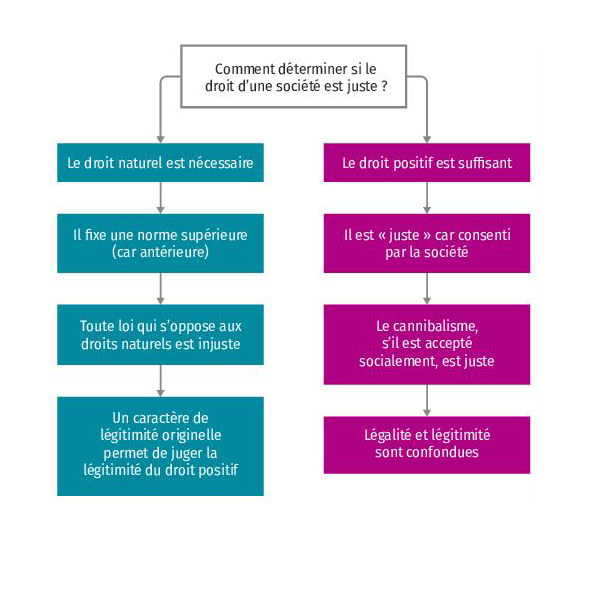 Comment déterminer si le
droit d’une société est juste ?
Le droit naturel est nécessaire
Il fixe une norme supérieure
(car antérieure)
Toute loi qui s’oppose aux
droits naturels est injuste
Un caractère de
légitimité originelle
permet de juger la
légitimité du droit positif
Le droit positif est suffisant
Il est « juste » car consenti
par la société
Le cannibalisme,
s’il est accepté
socialement, est juste
Légalité et légitimité
sont confondues